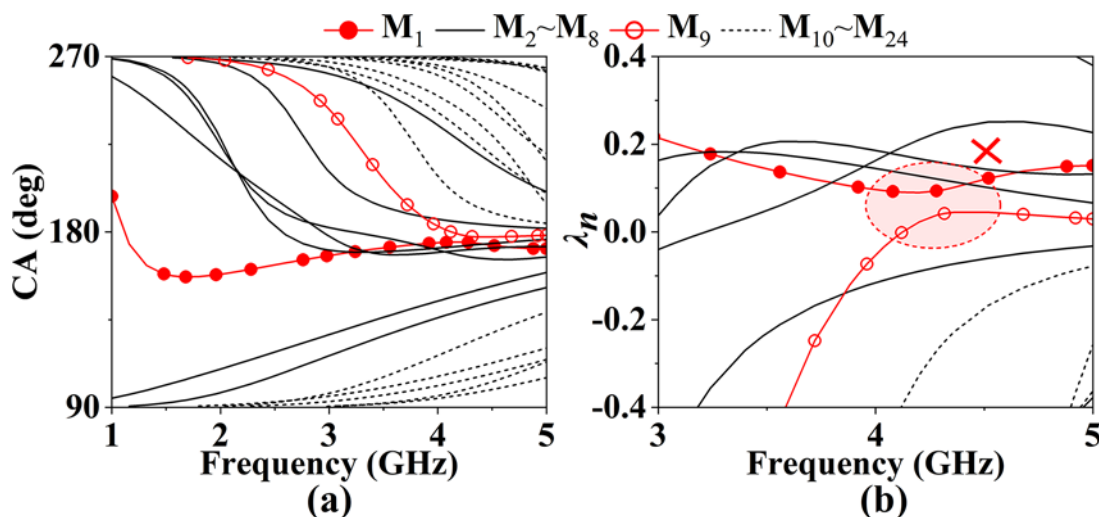 M1 M2~M8 M9 M10~M24
270
180
90
CA (deg)
1 2 3 4 5
Frequency (GHz)
(a)
0.4
0.2
0.0
-0.2
-0.4
λn
3 4 5
Frequency (GHz)
(b)